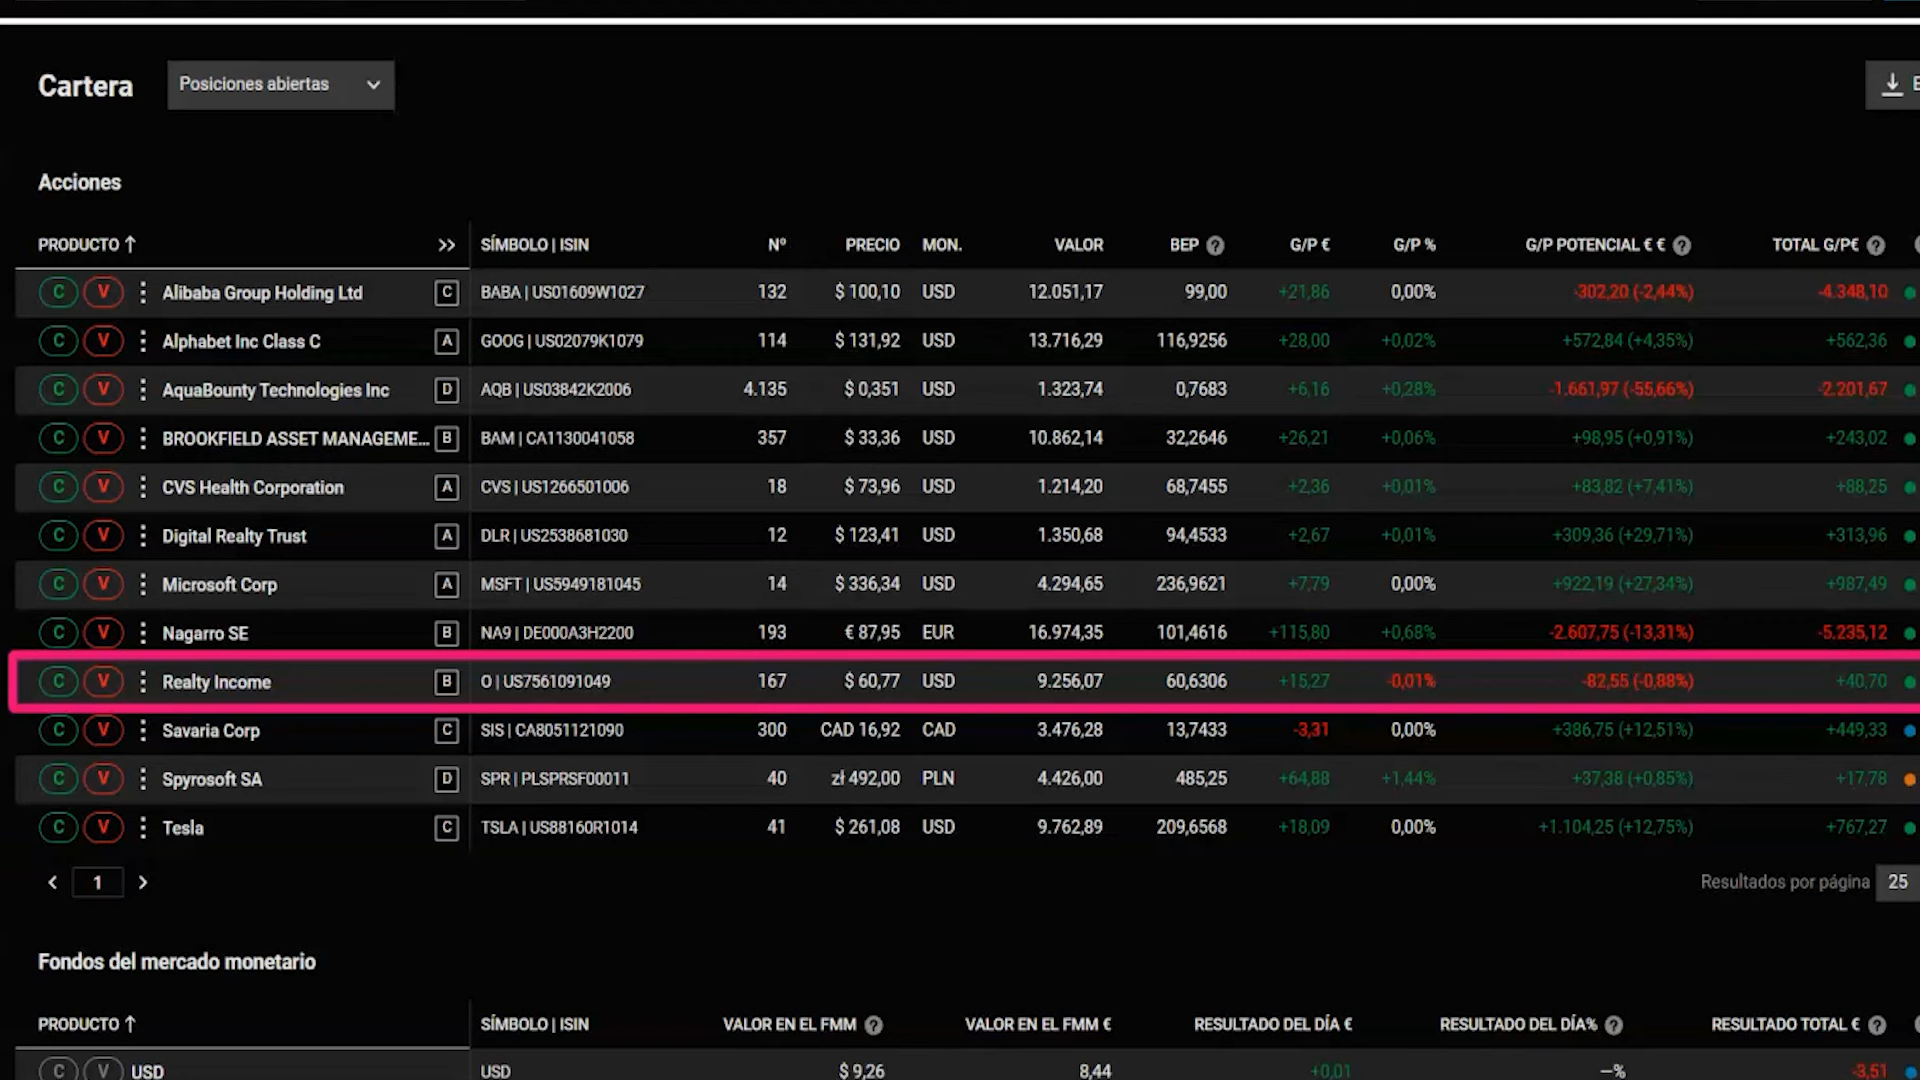 Cartera Posiciones abiertas
Acciones
PRODUCTO ↑ >> SÍMBOLO | ISIN Nº PRECIO MON. VALOR BEP ? G/P € G/P % G/P POTENCIAL € € ? TOTAL G/P€ ?
C V Alibaba Group Holding Ltd C BABA | US01609W1027 132 $ 100,10 USD 12.051,17 99,00 +21,86 0,00% -302,20 (-2,44%) -4.348,10
C V Alphabet Inc Class C A GOOG | US02079K1079 114 $ 131,92 USD 13.716,29 116,9256 +28,00 +0,02% +572,84 (+4,35%) +562,36
C V AquaBounty Technologies Inc D AQB | US03842K2006 4.135 $ 0,351 USD 1.323,74 0,7683 +6,16 +0,28% -1.661,97 (-55,66%) -2.201,67
C V BROOKFIELD ASSET MANAGEME... B BAM | CA1130041058 357 $ 33,36 USD 10.862,14 32,2646 +26,21 +0,06% +98,95 (+0,91%) +243,02
C V CVS Health Corporation A CVS | US1266501006 18 $ 73,96 USD 1.214,20 68,7455 +2,36 +0,01% +83,82 (+7,41%) +88,25
C V Digital Realty Trust A DLR | US2538681030 12 $ 123,41 USD 1.350,68 94,4533 +2,67 +0,01% +309,36 (+29,71%) +313,96
C V Microsoft Corp A MSFT | US5949181045 14 $ 336,34 USD 4.294,65 236,9621 +7,79 0,00% +922,19 (+27,34%) +987,49
C V Nagarro SE B NA9 | DE000A3H2200 193 € 87,95 EUR 16.974,35 101,4616 +115,80 +0,68% -2.607,75 (-13,31%) -5.235,12
C V Realty Income B O | US7561091049 167 $ 60,77 USD 9.256,07 60,6306 +15,27 -0,01% -82,55 (-0,88%) +40,70
C V Savaria Corp C SIS | CA8051121090 300 CAD 16,92 CAD 3.476,28 13,7433 -3,31 0,00% +386,75 (+12,51%) +449,33
C V Spyrosoft SA D SPR | PLSPRSF00011 40 zł 492,00 PLN 4.426,00 485,25 +64,88 +1,44% +37,38 (+0,85%) +17,78
C V Tesla C TSLA | US88160R1014 41 $ 261,08 USD 9.762,89 209,6568 +18,09 0,00% +1.104,25 (+12,75%) +767,27
< 1 > Resultados por página 25
Fondos del mercado monetario
PRODUCTO ↑ SÍMBOLO | ISIN VALOR EN EL FMM ? VALOR EN EL FMM € RESULTADO DEL DÍA € RESULTADO DEL DÍA% ? RESULTADO TOTAL € ?
C V USD USD $ 9,26 8,44 +0,01 —% -3,51